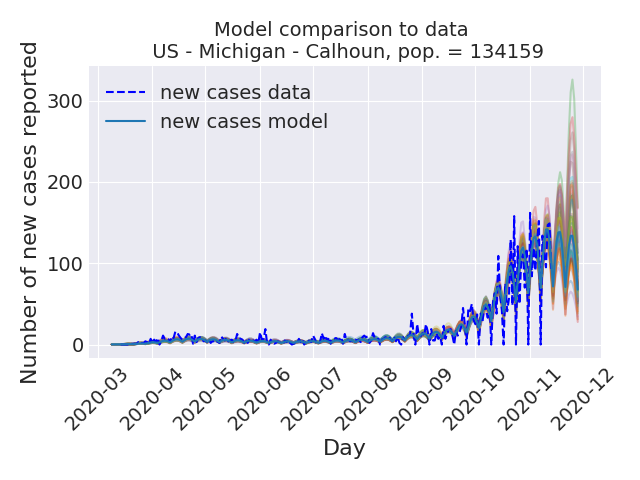 Model comparison to data
US - Michigan - Calhoun, pop. = 134159
Number of new cases reported
300
200
100
0
new cases data
new cases model
2020-03
2020-04
2020-05
2020-06
2020-07
2020-08
2020-09
2020-10
2020-11
2020-12
Day